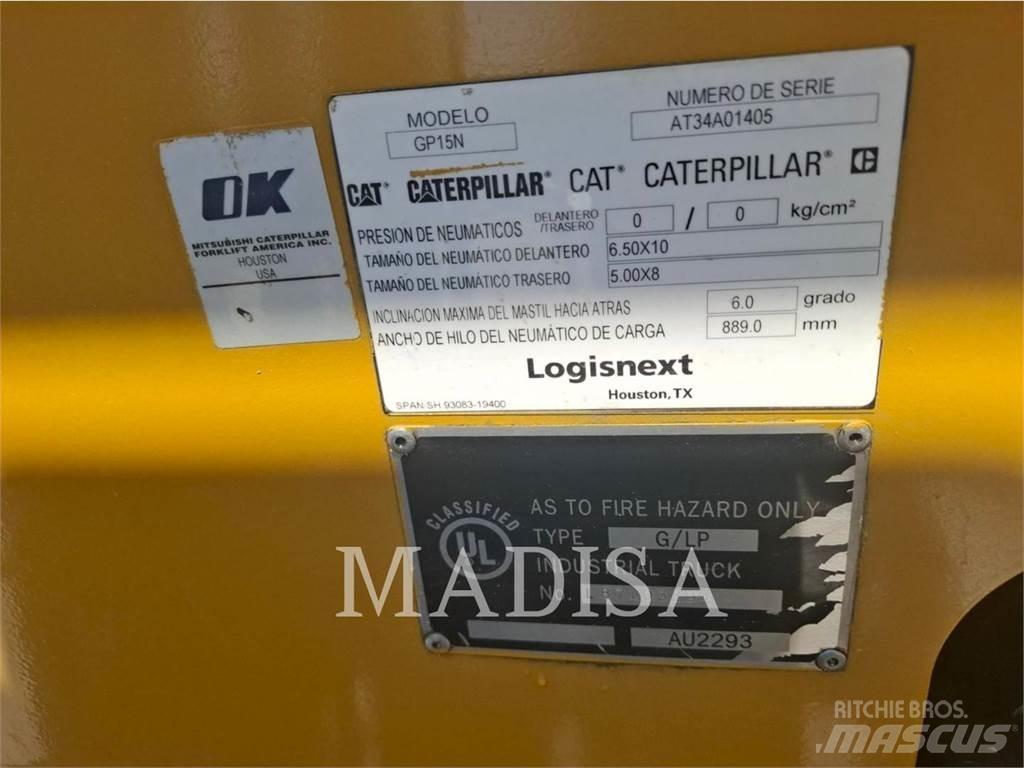 OK
MITSUBISHI CATERPILLAR
FORKLIFT AMERICA INC.
HOUSTON
USA
MODELO
GP15N
NUMERO DE SERIE
AT34A01405
CAT CATERPILLAR® CAT® CATERPILLAR®
PRESION DE NEUMATICOS DELANTERO /TRASERO 0 / 0 kg/cm²
TAMAÑO DEL NEUMÁTICO DELANTERO 6.50X10
TAMAÑO DEL NEUMÁTICO TRASERO 5.00X8
INCLINACION MAXIMA DEL MASTIL HACIA ATRAS 6.0 grado
ANCHO DE HILO DEL NEUMÁTICO DE CARGA 889.0 mm
Logisnext
Houston, TX
SPANISH 93083-19400
CLASSIFIED
UL
AS TO FIRE HAZARD ONLY
TYPE G/LP
INDUSTRIAL TRUCK
NO.
AU2293
MADISA
RITCHIE BROS.
MASCUS